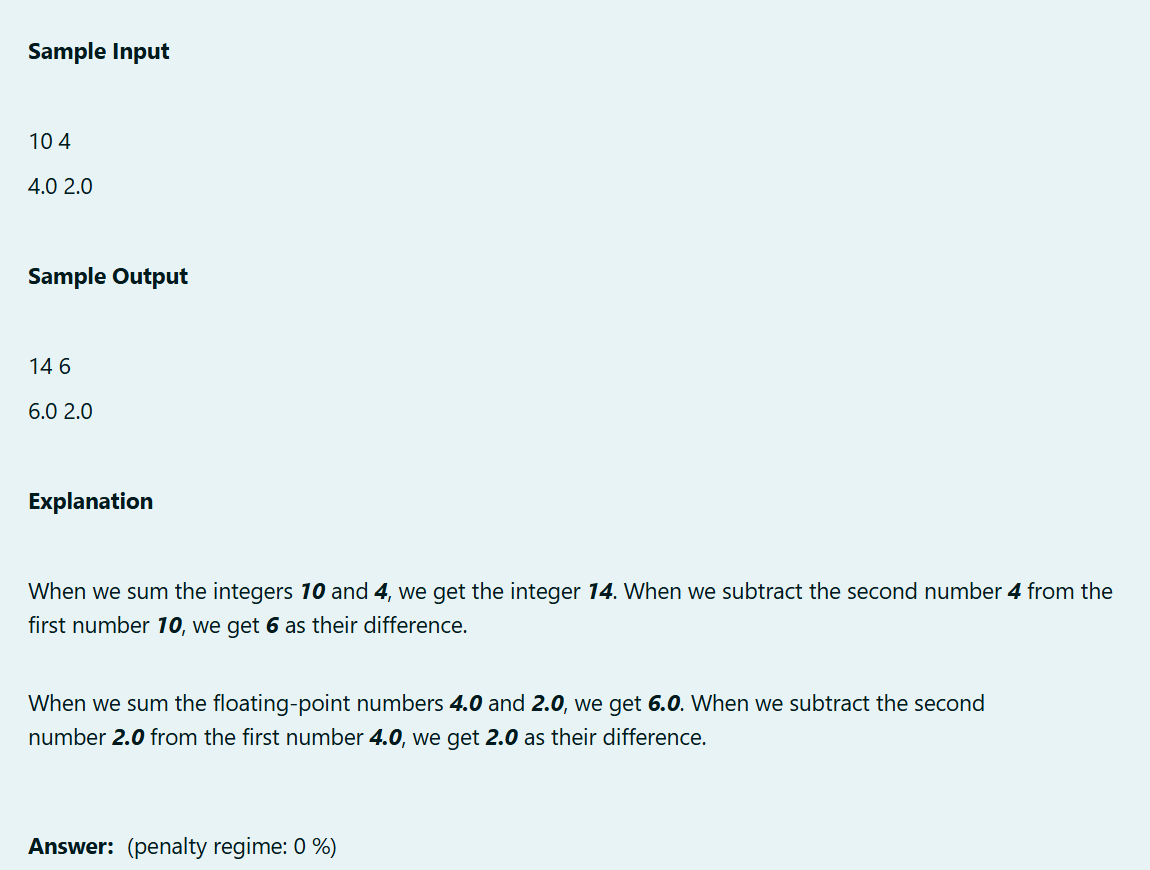 Sample Input
10 4
4.0 2.0
Sample Output
14 6
6.0 2.0
Explanation
When we sum the integers 10 and 4, we get the integer 14. When we subtract the second number 4 from the
first number 10, we get 6 as their difference.
When we sum the floating-point numbers 4.0 and 2.0, we get 6.0. When we subtract the second
number 2.0 from the first number 4.0, we get 2.0 as their difference.
Answer: (penalty regime: 0 %)